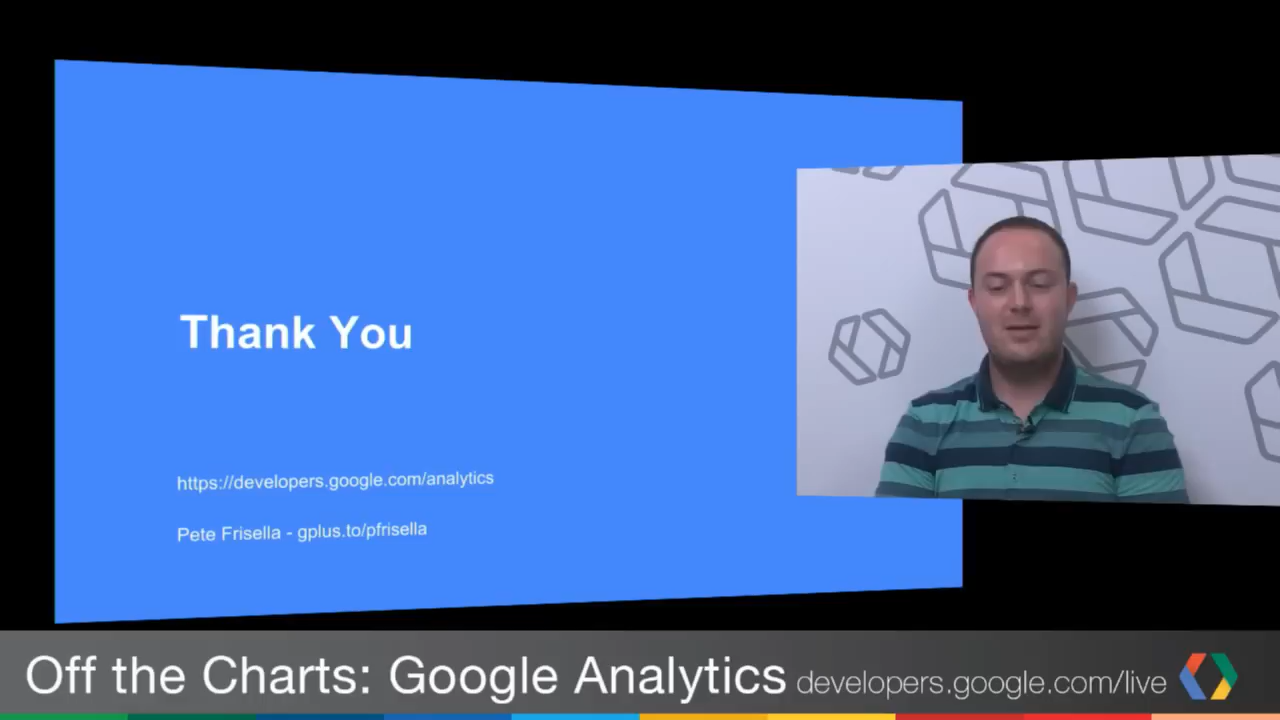 Thank You
https://developers.google.com/analytics
Pete Frisella - gplus.to/pfrisella
Off the Charts: Google Analytics developers.google.com/live